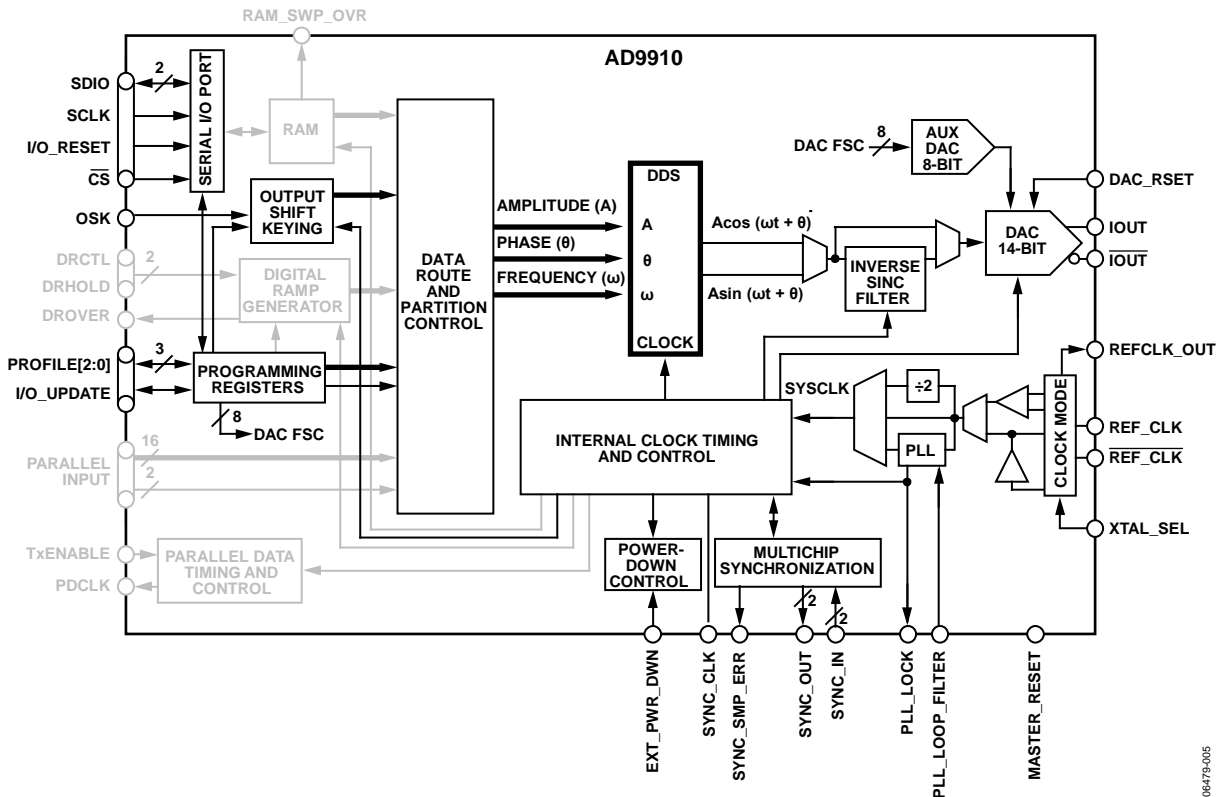 RAM_SWP_OVR
AD9910
SDIO
2
SCLK
I/O_RESET
CS
OSK
DRCTL
2
DRHOLD
DROVER
PROFILE[2:0]
3
I/O_UPDATE
PARALLEL
INPUT
16
2
TxENABLE
PDCLK
SERIAL I/O PORT
RAM
OUTPUT
SHIFT
KEYING
DIGITAL
RAMP
GENERATOR
PROGRAMMING
REGISTERS
8
DAC FSC
PARALLEL DATA
TIMING AND
CONTROL
DATA
ROUTE
AND
PARTITION
CONTROL
AMPLITUDE (A)
PHASE (θ)
FREQUENCY (ω)
DDS
A
θ
ω
CLOCK
Acos (ωt + θ)
Asin (ωt + θ)
DAC FSC
8
AUX
DAC
8-BIT
INVERSE
SINC
FILTER
DAC
14-BIT
DAC_RSET
IOUT
IOUT
SYSCLK
÷2
PLL
CLOCK MODE
REFCLK_OUT
REF_CLK
REF_CLK
XTAL_SEL
INTERNAL CLOCK TIMING
AND CONTROL
POWER-
DOWN
CONTROL
MULTICHIP
SYNCHRONIZATION
2
2
EXT_PWR_DWN
SYNC_CLK
SYNC_SMP_ERR
SYNC_OUT
SYNC_IN
PLL_LOCK
PLL_LOOP_FILTER
MASTER_RESET
06479-005